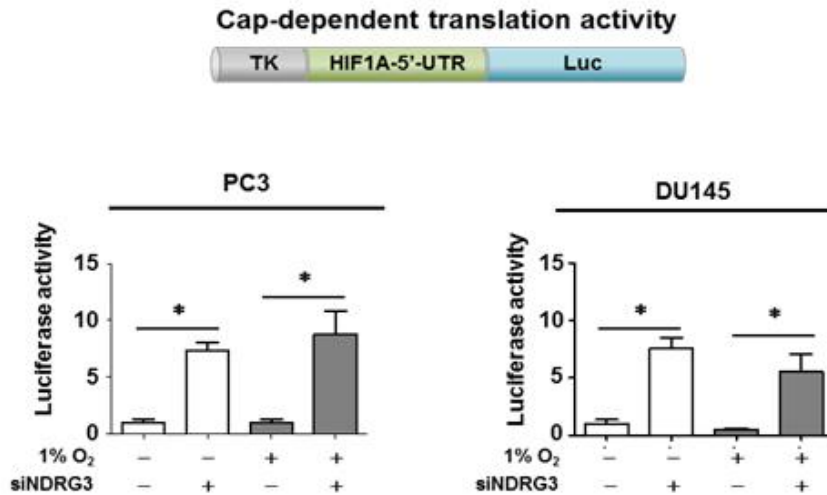 Cap-dependent translation activity
TK HIF1A-5'-UTR Luc
PC3
Luciferase activity
15
10
5
0
*
*
1% O₂ − − + +
siNDRG3 − + − +
DU145
Luciferase activity
15
10
5
0
*
*
1% O₂ − − + +
siNDRG3 − + − +